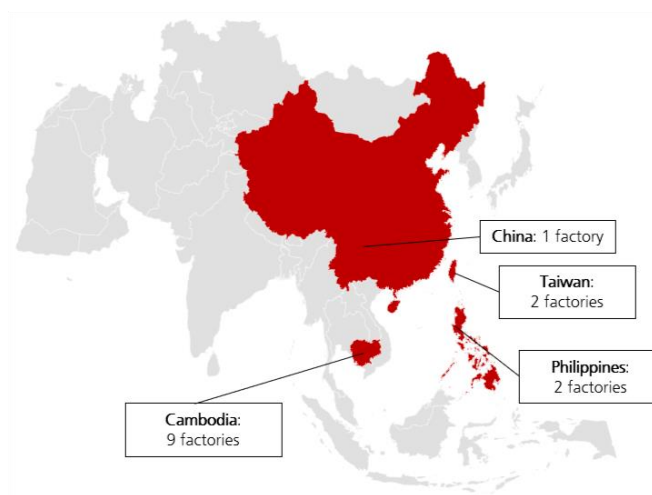 China: 1 factory
Taiwan:
2 factories
Philippines:
2 factories
Cambodia:
9 factories